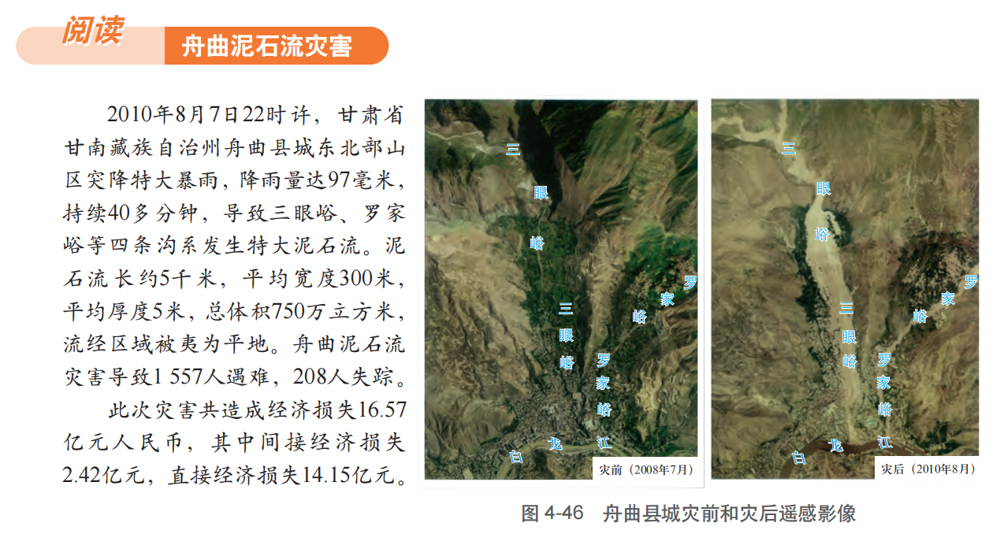 阅读
舟曲泥石流灾害
2010年8月7日22时许，甘肃省
甘南藏族自治州舟曲县城东北部山
区突降特大暴雨，降雨量达97毫米，
持续40多分钟，导致三眼峪、罗家
峪等四条沟系发生特大泥石流。泥
石流长约5千米，平均宽度300米，
平均厚度5米，总体积750万立方米，
流经区域被夷为平地。舟曲泥石流
灾害导致1 557人遇难，208人失踪。
此次灾害共造成经济损失16.57
亿元人民币，其中间接经济损失
2.42亿元，直接经济损失14.15亿元。
三眼峪
三眼峪
罗家峪
罗家峪
白龙江
灾前（2008年7月）
三眼峪
三眼峪
罗家峪
罗家峪
白龙江
灾后（2010年8月）
图 4-46 舟曲县城灾前和灾后遥感影像